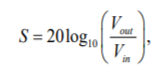 S = 20log₁₀(V_out / V_in),